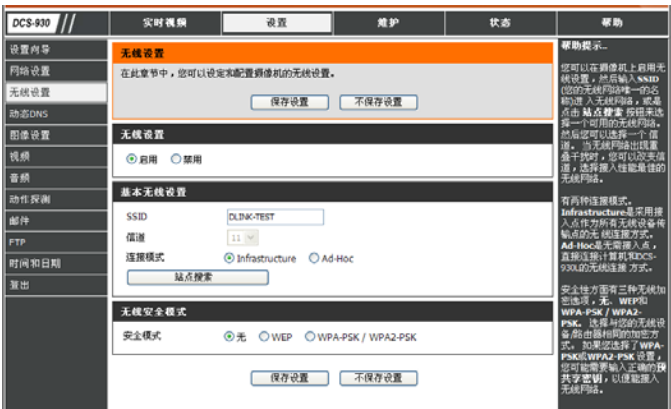 DCS-930
实时视频
设置
维护
状态
帮助
设置向导
网络设置
无线设置
动态DNS
图像设置
视频
音频
动作探测
邮件
FTP
时间和日期
登出
无线设置
在此章节中，您可以设定和配置摄像机的无线设置。
保存设置 不保存设置
无线设置
启用 禁用
基本无线设置
SSID DLINK-TEST
信道 11
连接模式 Infrastructure Ad-Hoc
站点搜索
无线安全模式
安全模式 无 WEP WPA-PSK / WPA2-PSK
保存设置 不保存设置
帮助提示..
您可以在摄像机上启用无
线设置，然后输入SSID
(您的无线网络唯一的名
称)进 入无线网络，或是
点击 站点搜索 按钮来选
择一个可用的无线网络。
然后您可以选择一个 信
道。当无线网络出现重
叠干扰时，您可以改变信
道，选择接入性能最佳的
无线网络。
有两种连接模式。
Infrastructure是采用接
入点作为所有无线设备传
输点的无 线连接方式。
Ad-Hoc是无需接入点，
直接连接计算机和DCS-
930L的无线连接 方式。
安全性方面有三种无线加
密选项，无、WEP和
WPA-PSK / WPA2-
PSK。选择与您的无线设
备/路由器相同的加密方
式。 如果您选择了WPA-
PSK或WPA2-PSK 设置，
您可能需要输入正确的预
共享密钥，以便能接入
无线网络。